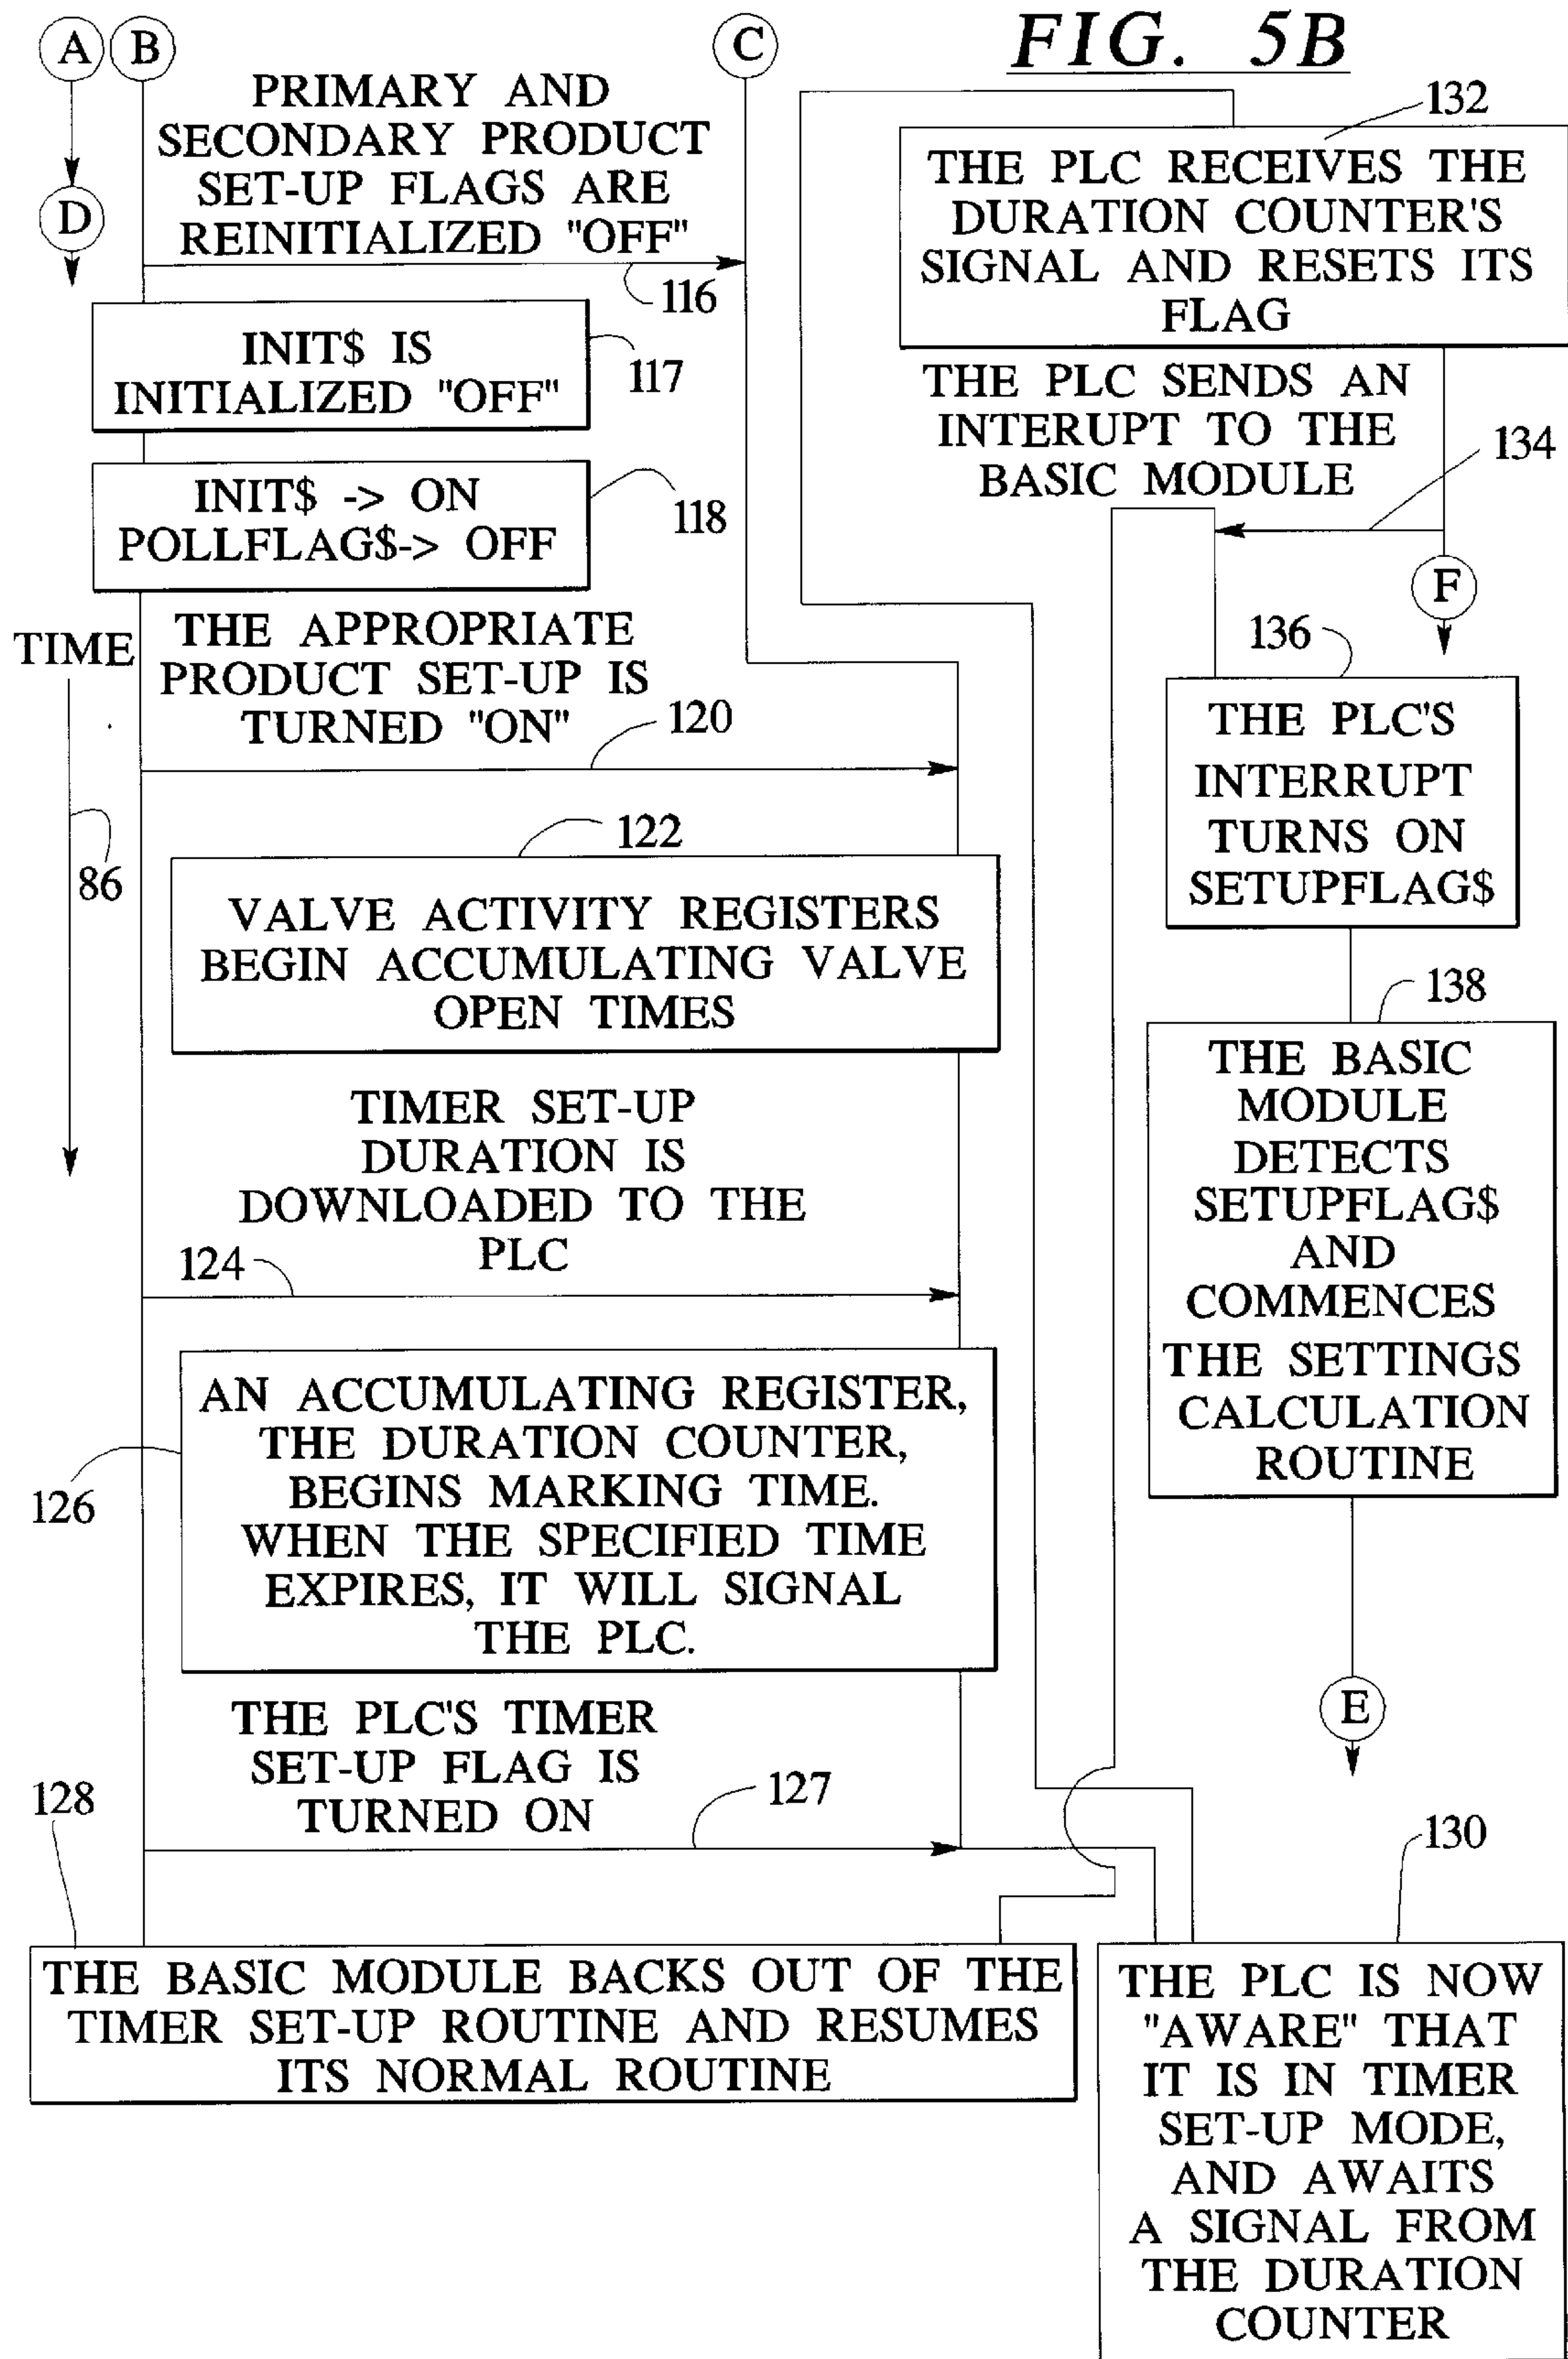 FIG. 5B
A
B
C
D
PRIMARY AND
SECONDARY PRODUCT
SET-UP FLAGS ARE
REINITIALIZED "OFF"
116
INIT$ IS
INITIALIZED "OFF"
117
INIT$ -> ON
POLLFLAG$-> OFF
118
TIME
86
THE APPROPRIATE
PRODUCT SET-UP IS
TURNED "ON"
120
122
VALVE ACTIVITY REGISTERS
BEGIN ACCUMULATING VALVE
OPEN TIMES
TIMER SET-UP
DURATION IS
DOWNLOADED TO THE
PLC
124
AN ACCUMULATING REGISTER,
THE DURATION COUNTER,
BEGINS MARKING TIME.
WHEN THE SPECIFIED TIME
EXPIRES, IT WILL SIGNAL
THE PLC.
126
THE PLC'S TIMER
SET-UP FLAG IS
TURNED ON
127
128
THE BASIC MODULE BACKS OUT OF THE
TIMER SET-UP ROUTINE AND RESUMES
ITS NORMAL ROUTINE
130
THE PLC IS NOW
"AWARE" THAT
IT IS IN TIMER
SET-UP MODE,
AND AWAITS
A SIGNAL FROM
THE DURATION
COUNTER
132
THE PLC RECEIVES THE
DURATION COUNTER'S
SIGNAL AND RESETS ITS
FLAG
THE PLC SENDS AN
INTERUPT TO THE
BASIC MODULE
134
F
136
THE PLC'S
INTERRUPT
TURNS ON
SETUPFLAG$
138
THE BASIC
MODULE
DETECTS
SETUPFLAG$
AND
COMMENCES
THE SETTINGS
CALCULATION
ROUTINE
E